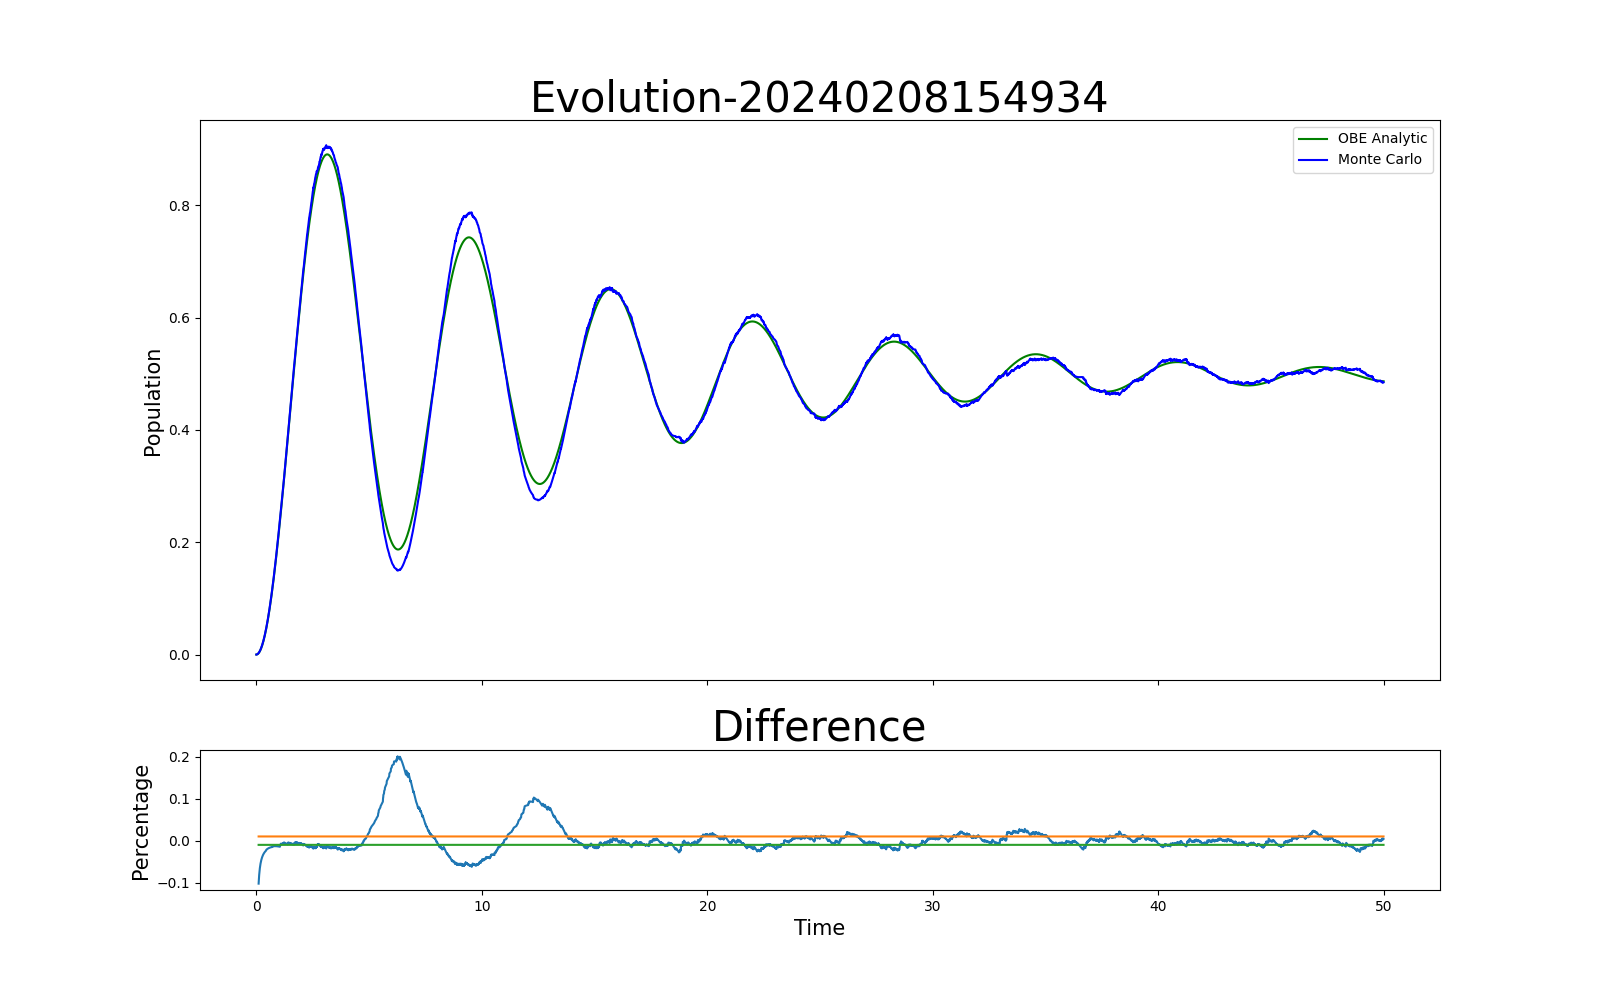 Evolution-20240208154934
OBE Analytic
Monte Carlo
Population
0.8
0.6
0.4
0.2
0.0
Difference
Percentage
0.2
0.1
0.0
−0.1
0 10 20 30 40 50
Time